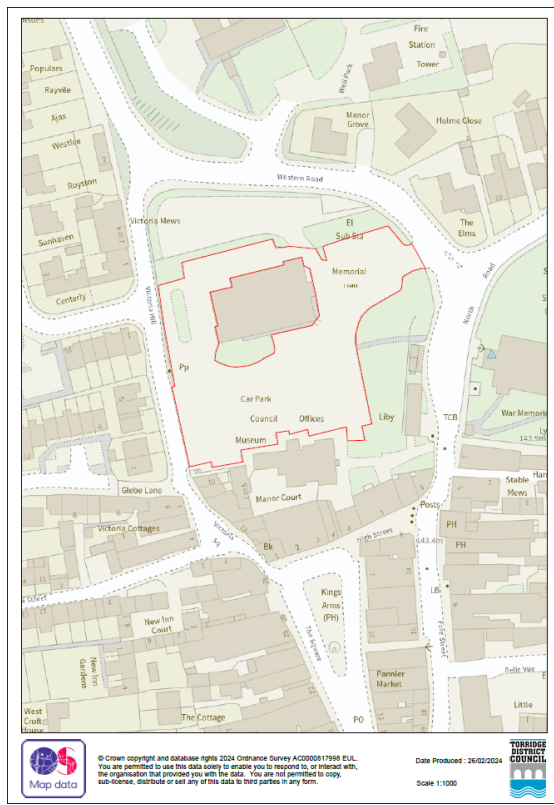 Fire
Station
Tower
Populars
Rayvile
Well Park
Ajax
Manor
Grove
Holme Close
Westlee
Royston
Western Road
Victoria Mews
El
Sub Sta
The
Elms
Sunhaven
Memorial
North
Road
Centerly
Victoria Hill
Pp
Car Park
Council Offices
Liby
TCB
War Memori
143.9m
Museum
Glebe Lane
Manor Court
Stable
Mews
Posts
Victoria Cottages
Victoria
Sq
Bk
High Street
PH
143.4m
PH
Street
Kings
Arms
(PH)
LB
New Inn
Court
The Square
Fore Street
New Inn
Gardens
Pannier
Market
Belle Vue
West
Croft
House
The Cottage
PO
Little
Map data
© Crown copyright and database rights 2024 Ordnance Survey AC0000817998 EUL.
You are permitted to use this data solely to enable you to respond to, or interact with,
the organisation that provided you with the data. You are not permitted to copy,
sub-license, distribute or sell any of this data to third parties in any form.
Date Produced : 26/02/2024
Scale 1:1000
TORRIDGE
DISTRICT
COUNCIL